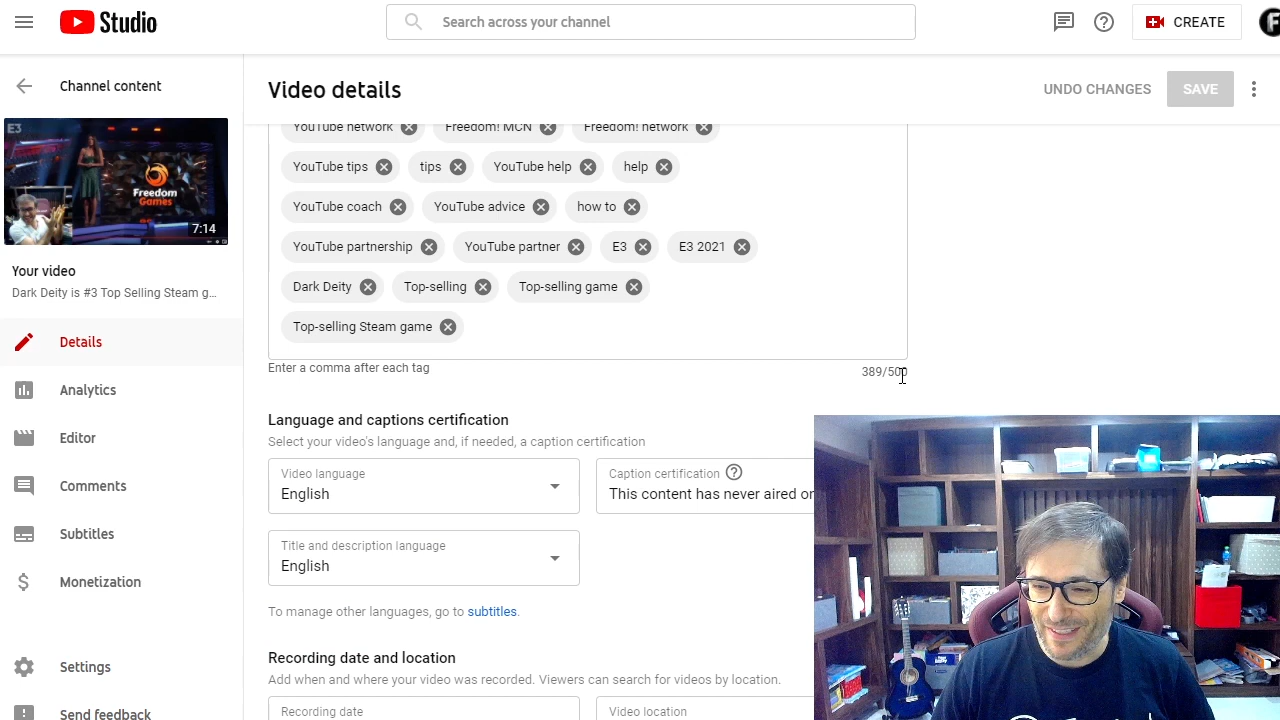 Studio
Search across your channel
CREATE
Channel content
Video details
UNDO CHANGES
SAVE
E3
Freedom
Games
7:14
Your video
Dark Deity is #3 Top Selling Steam g...
Details
Analytics
Editor
Comments
Subtitles
Monetization
Settings
Send feedback
YouTube network
Freedom! MCN
Freedom! network
YouTube tips
tips
YouTube help
help
YouTube coach
YouTube advice
how to
YouTube partnership
YouTube partner
E3
E3 2021
Dark Deity
Top-selling
Top-selling game
Top-selling Steam game
Enter a comma after each tag
389/500
Language and captions certification
Select your video's language and, if needed, a caption certification
Video language
English
Caption certification
This content has never aired on
Title and description language
English
To manage other languages, go to subtitles.
Recording date and location
Add when and where your video was recorded. Viewers can search for videos by location.
Recording date
Video location